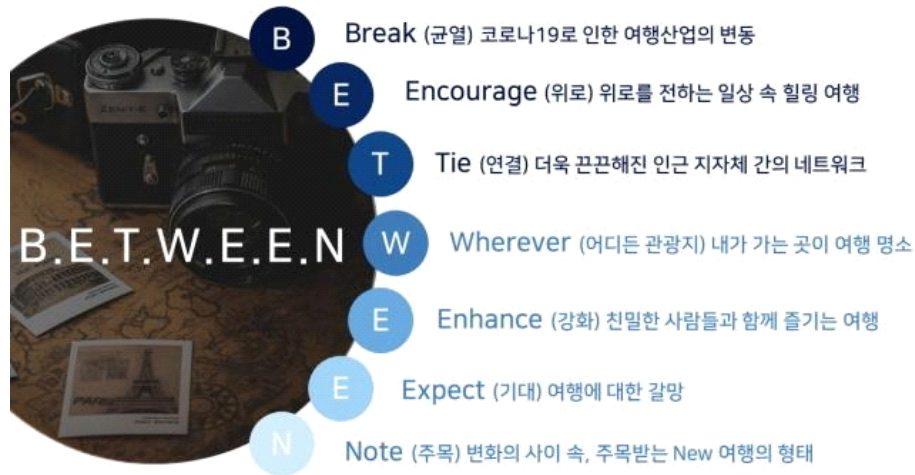 B
Break (균열) 코로나19로 인한 여행산업의 변동
E
Encourage (위로) 위로를 전하는 일상 속 힐링 여행
T
Tie (연결) 더욱 끈끈해진 인근 지자체 간의 네트워크
B.E.T.W.E.E.N
W
Wherever (어디든 관광지) 내가 가는 곳이 여행 명소
E
Enhance (강화) 친밀한 사람들과 함께 즐기는 여행
E
Expect (기대) 여행에 대한 갈망
N
Note (주목) 변화의 사이 속, 주목받는 New 여행의 형태
ZENIT-E
PARIS